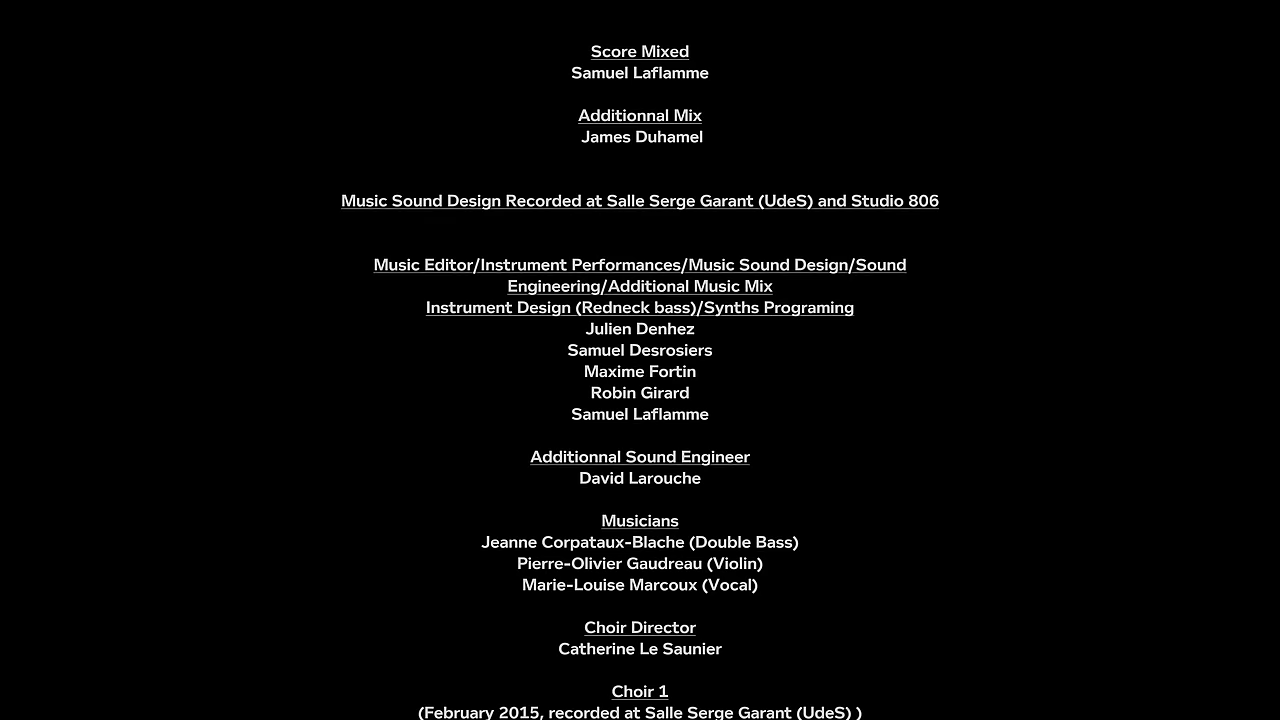 Score Mixed
Samuel Laflamme
Additionnal Mix
James Duhamel
Music Sound Design Recorded at Salle Serge Garant (UdeS) and Studio 806
Music Editor/Instrument Performances/Music Sound Design/Sound
Engineering/Additional Music Mix
Instrument Design (Redneck bass)/Synths Programing
Julien Denhez
Samuel Desrosiers
Maxime Fortin
Robin Girard
Samuel Laflamme
Additionnal Sound Engineer
David Larouche
Musicians
Jeanne Corpataux-Blache (Double Bass)
Pierre-Olivier Gaudreau (Violin)
Marie-Louise Marcoux (Vocal)
Choir Director
Catherine Le Saunier
Choir 1
(February 2015, recorded at Salle Serge Garant (UdeS) )